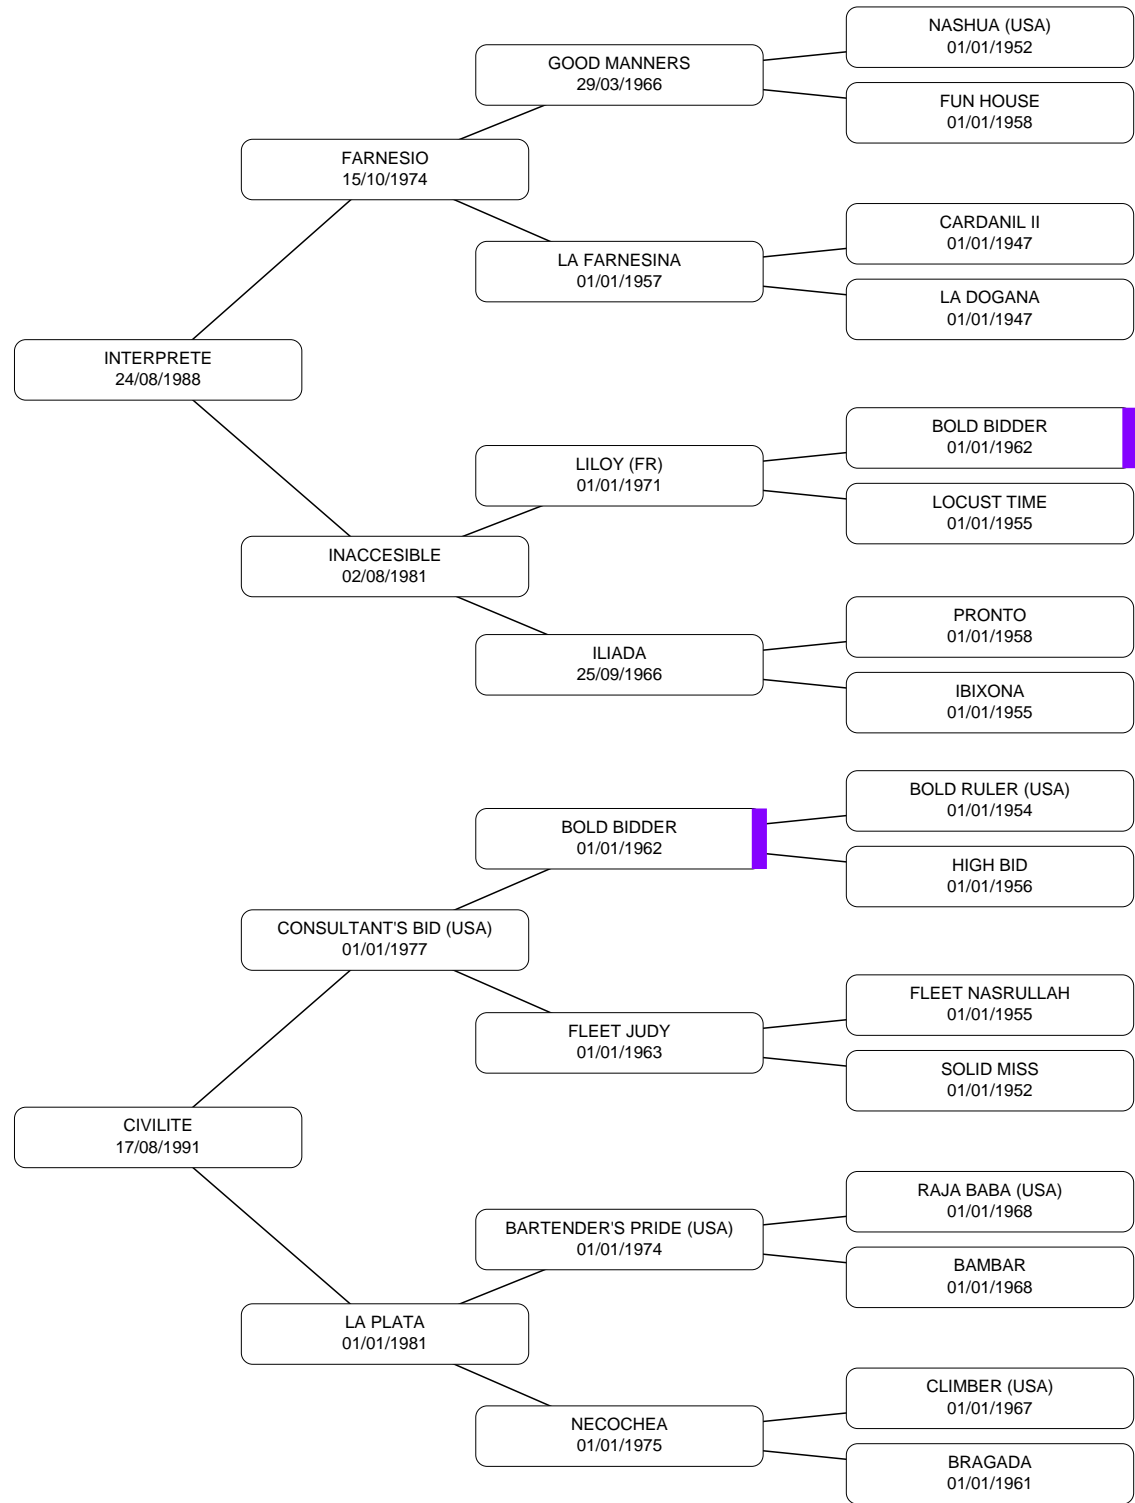 NASHUA (USA)
01/01/1952
GOOD MANNERS
29/03/1966
FUN HOUSE
01/01/1958
FARNESIO
15/10/1974
CARDANIL II
01/01/1947
LA FARNESINA
01/01/1957
LA DOGANA
01/01/1947
INTERPRETE
24/08/1988
BOLD BIDDER
01/01/1962
LILOY (FR)
01/01/1971
LOCUST TIME
01/01/1955
INACCESIBLE
02/08/1981
PRONTO
01/01/1958
ILIADA
25/09/1966
IBIXONA
01/01/1955
BOLD RULER (USA)
01/01/1954
BOLD BIDDER
01/01/1962
HIGH BID
01/01/1956
CONSULTANT'S BID (USA)
01/01/1977
FLEET NASRULLAH
01/01/1955
FLEET JUDY
01/01/1963
SOLID MISS
01/01/1952
CIVILITE
17/08/1991
RAJA BABA (USA)
01/01/1968
BARTENDER'S PRIDE (USA)
01/01/1974
BAMBAR
01/01/1968
LA PLATA
01/01/1981
CLIMBER (USA)
01/01/1967
NECOCHEA
01/01/1975
BRAGADA
01/01/1961